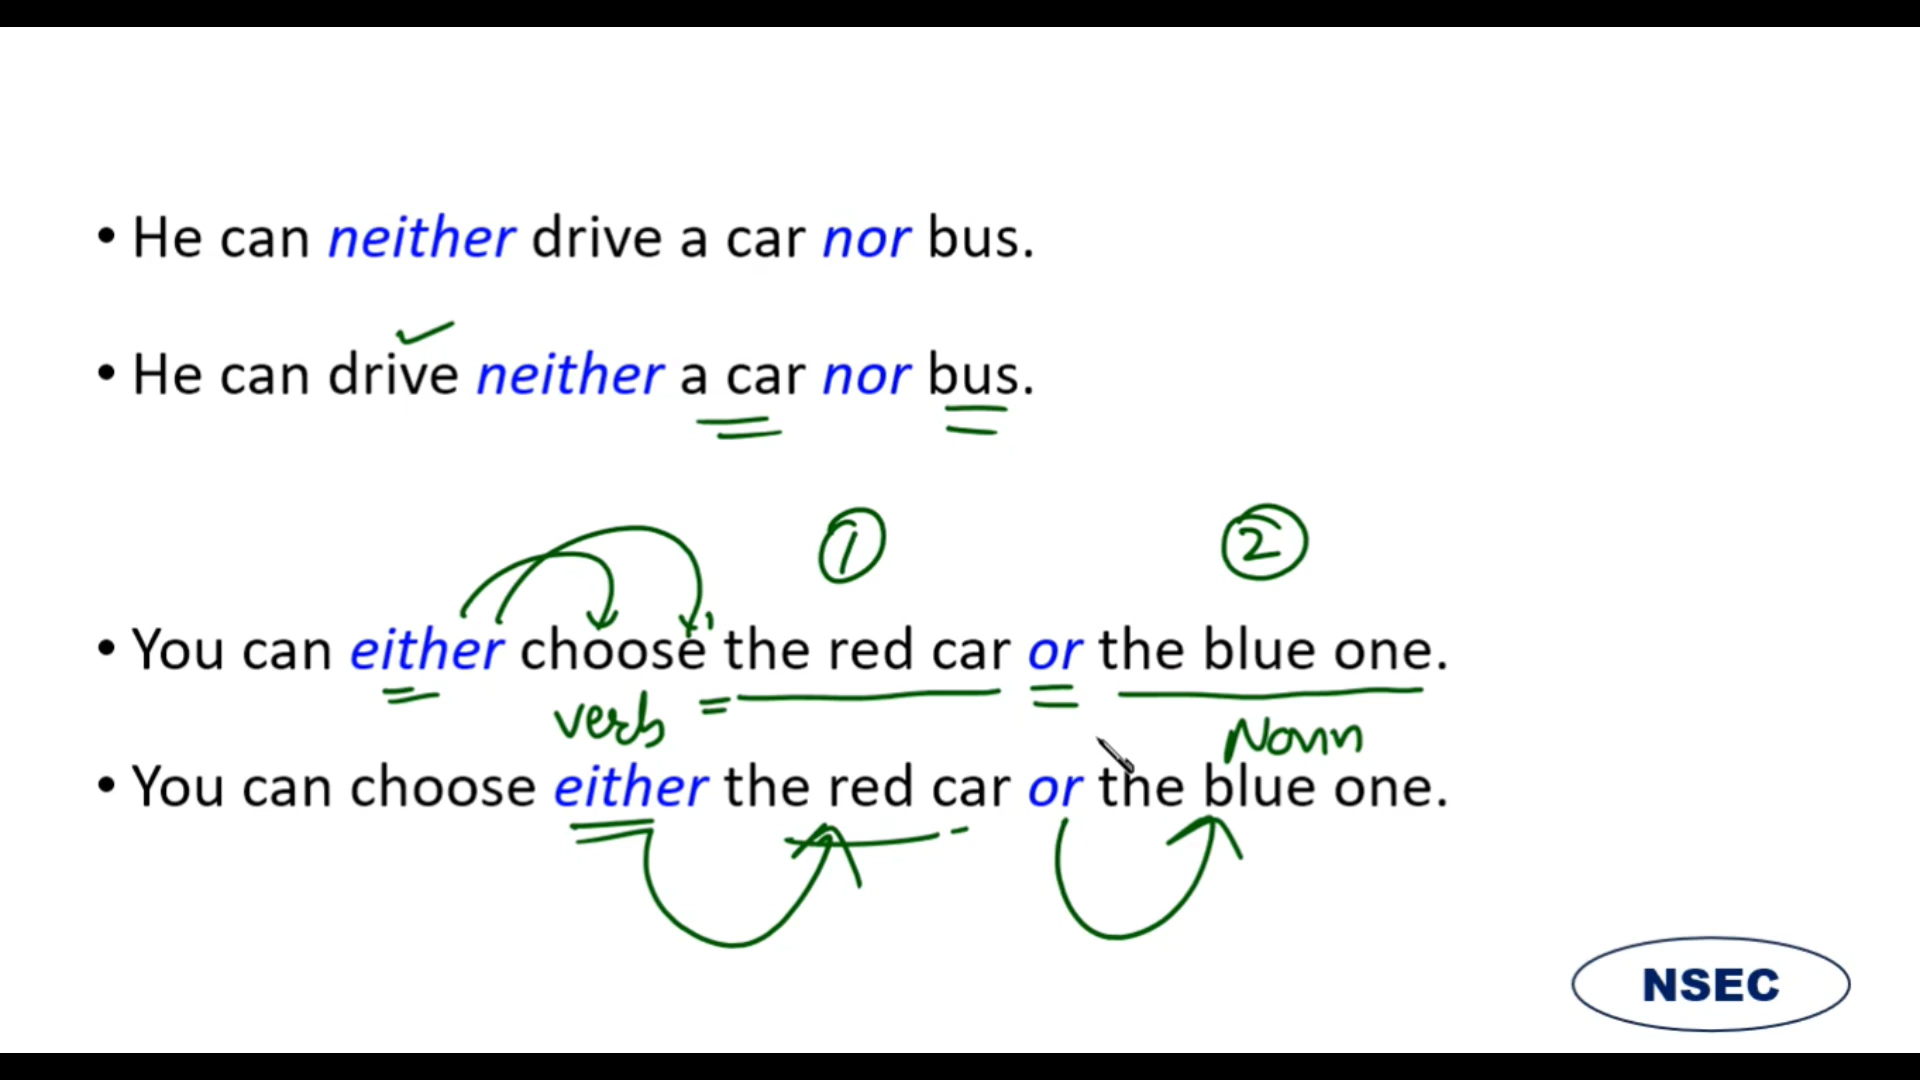 • He can neither drive a car nor bus.
• He can drive neither a car nor bus.
1 2
• You can either choose the red car or the blue one.
verb Noun
• You can choose either the red car or the blue one.
NSEC